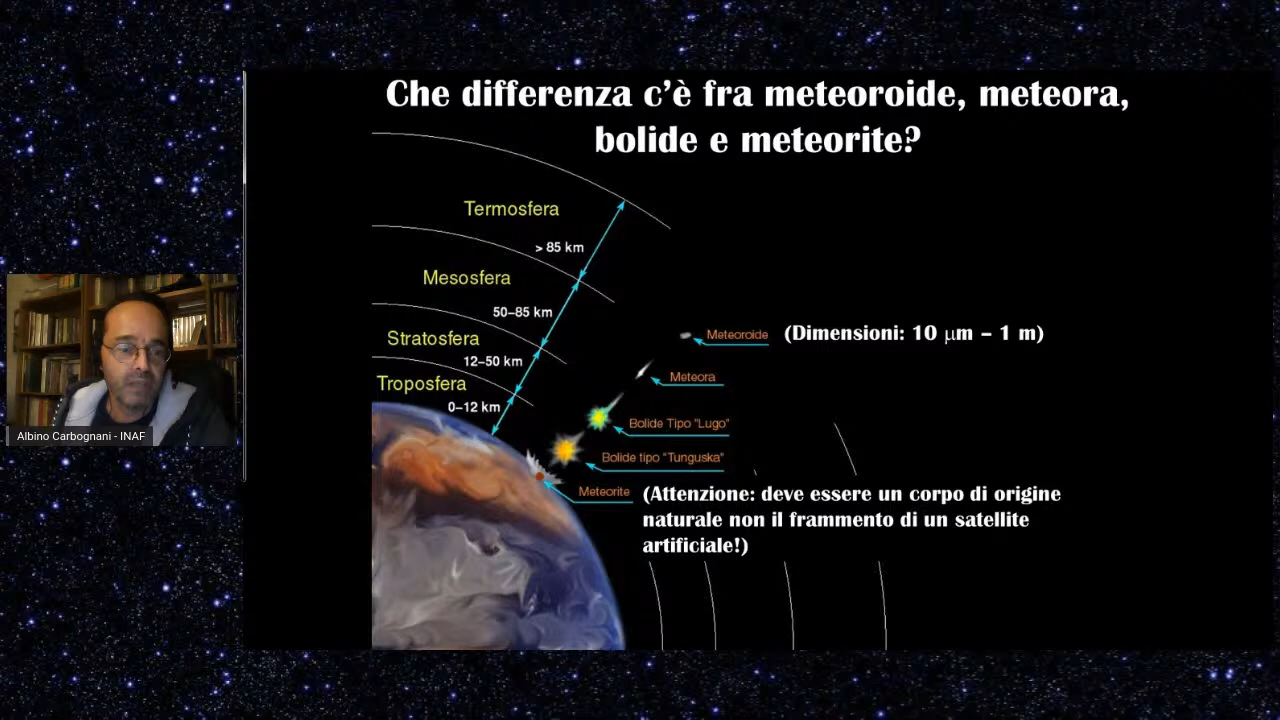 Che differenza c'è fra meteoroide, meteora,
bolide e meteorite?
Termosfera
> 85 km
Mesosfera
50–85 km
Stratosfera
12–50 km
Troposfera
0–12 km
Meteoroide (Dimensioni: 10 μm – 1 m)
Meteora
Bolide Tipo "Lugo"
Bolide tipo "Tunguska"
Meteorite (Attenzione: deve essere un corpo di origine
naturale non il frammento di un satellite
artificiale!)
Albino Carbognani - INAF